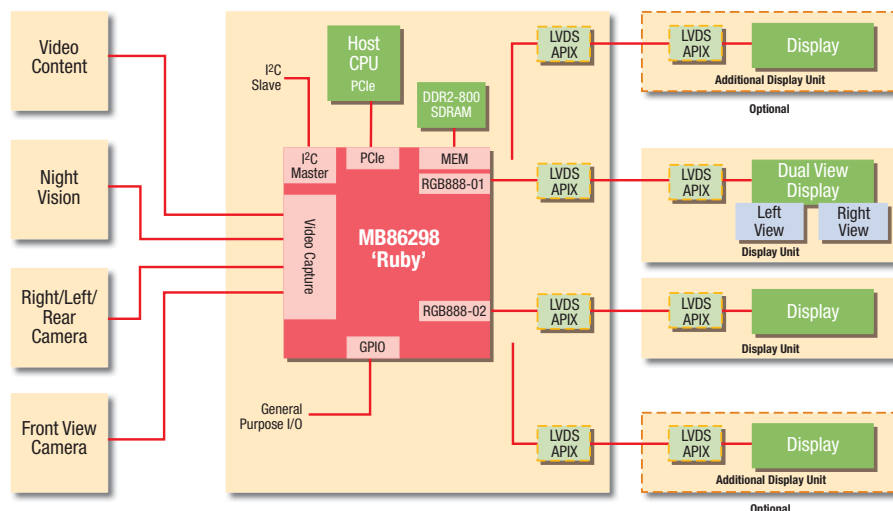 Video
Content
Night
Vision
Right/Left/
Rear
Camera
Front View
Camera
I²C
Slave
Host
CPU
PCIe
DDR2-800
SDRAM
I²C
Master
PCIe
MEM
RGB888-01
Video Capture
MB86298
‘Ruby’
RGB888-02
GPIO
General
Purpose I/O
LVDS
APIX
LVDS
APIX
Display
Additional Display Unit
Optional
LVDS
APIX
LVDS
APIX
Dual View
Display
Left
View
Right
View
Display Unit
LVDS
APIX
LVDS
APIX
Display
Display Unit
LVDS
APIX
LVDS
APIX
Display
Additional Display Unit
Optional